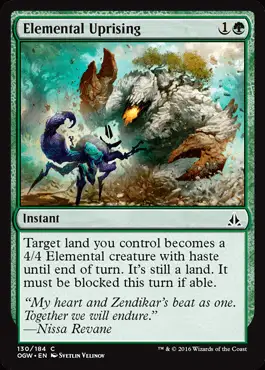 Elemental Uprising 1
Instant
Target land you control becomes a
4/4 Elemental creature with haste
until end of turn. It's still a land. It
must be blocked this turn if able.
"My heart and Zendikar's beat as one.
Together we will endure."
—Nissa Revane
130/184 C
OGW • EN Svetlin Velinov
™ & © 2016 Wizards of the Coast